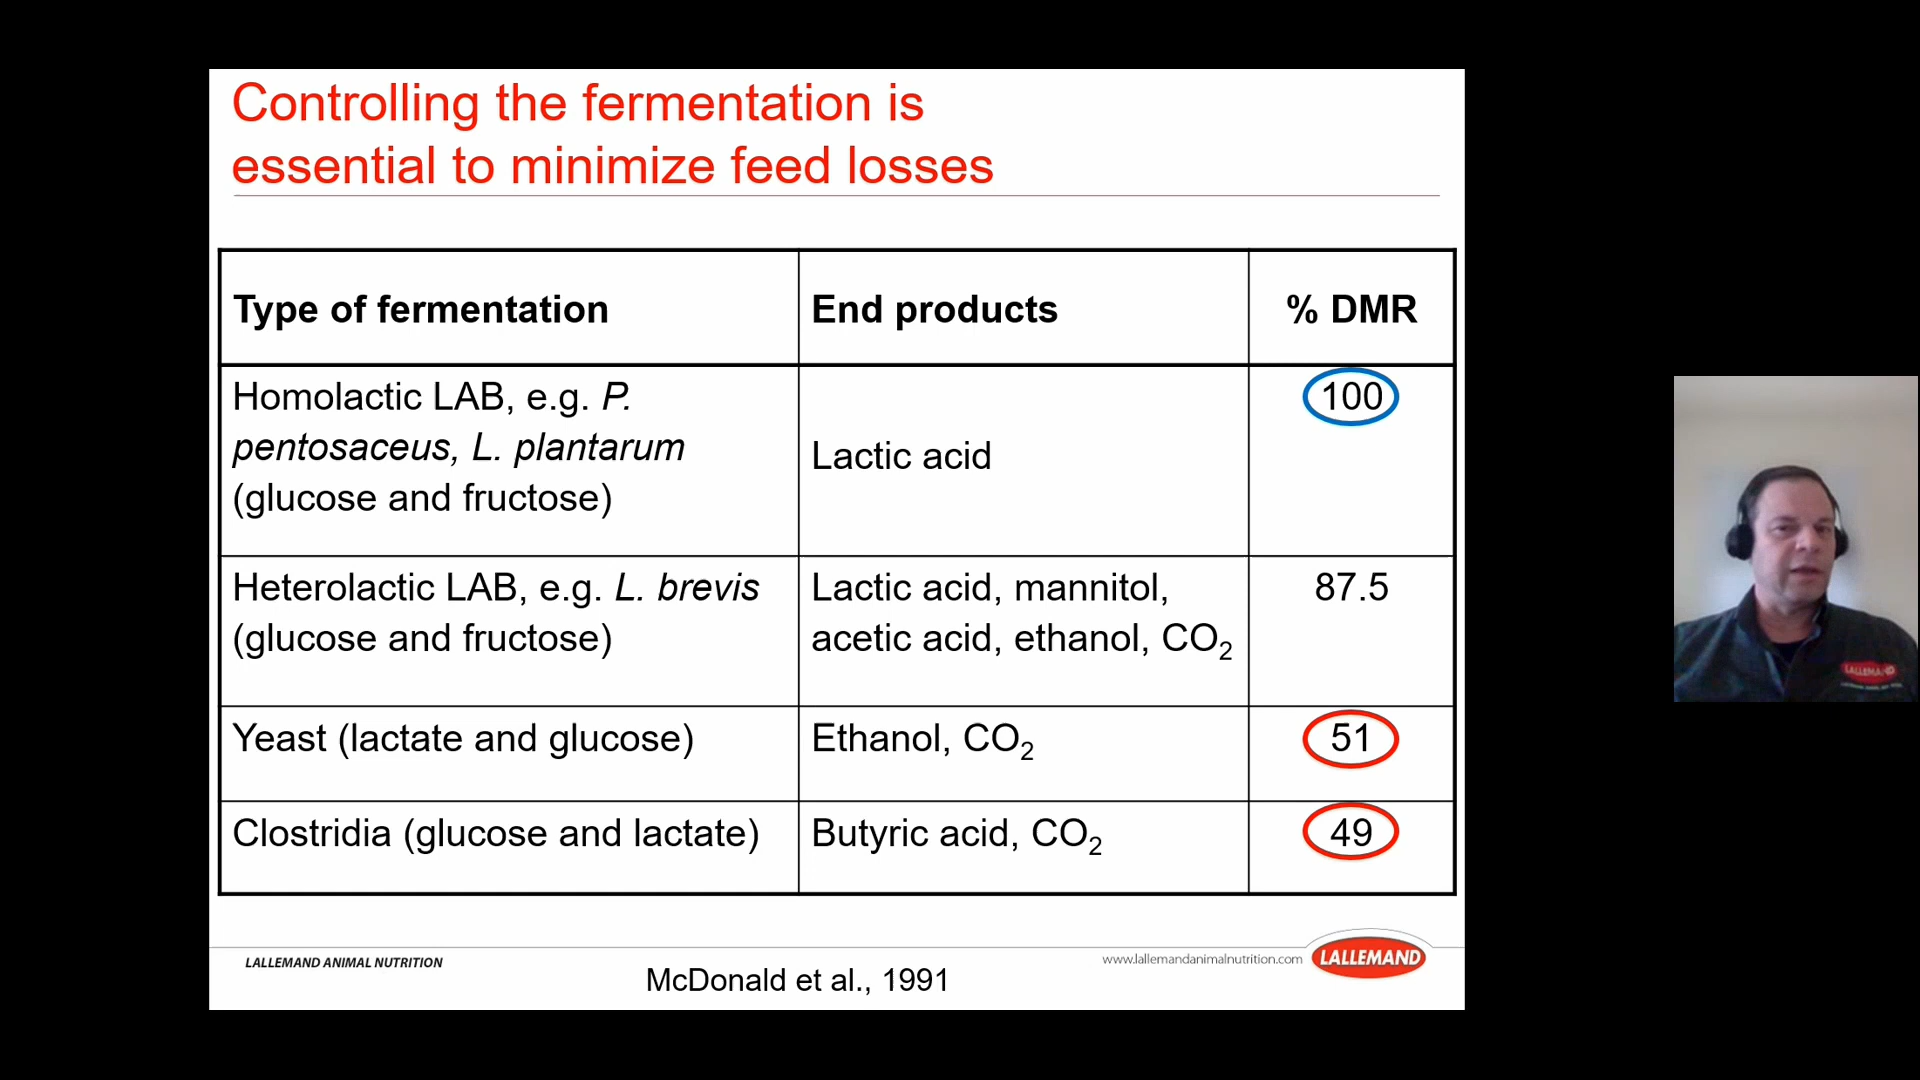 Controlling the fermentation is
essential to minimize feed losses
Type of fermentation
End products
% DMR
Homolactic LAB, e.g. P.
pentosaceus, L. plantarum
(glucose and fructose)
Lactic acid
100
Heterolactic LAB, e.g. L. brevis
(glucose and fructose)
Lactic acid, mannitol,
acetic acid, ethanol, CO₂
87.5
Yeast (lactate and glucose)
Ethanol, CO₂
51
Clostridia (glucose and lactate)
Butyric acid, CO₂
49
LALLEMAND ANIMAL NUTRITION
McDonald et al., 1991
www.lallemandanimalnutrition.com
LALLEMAND
LALLEMAND